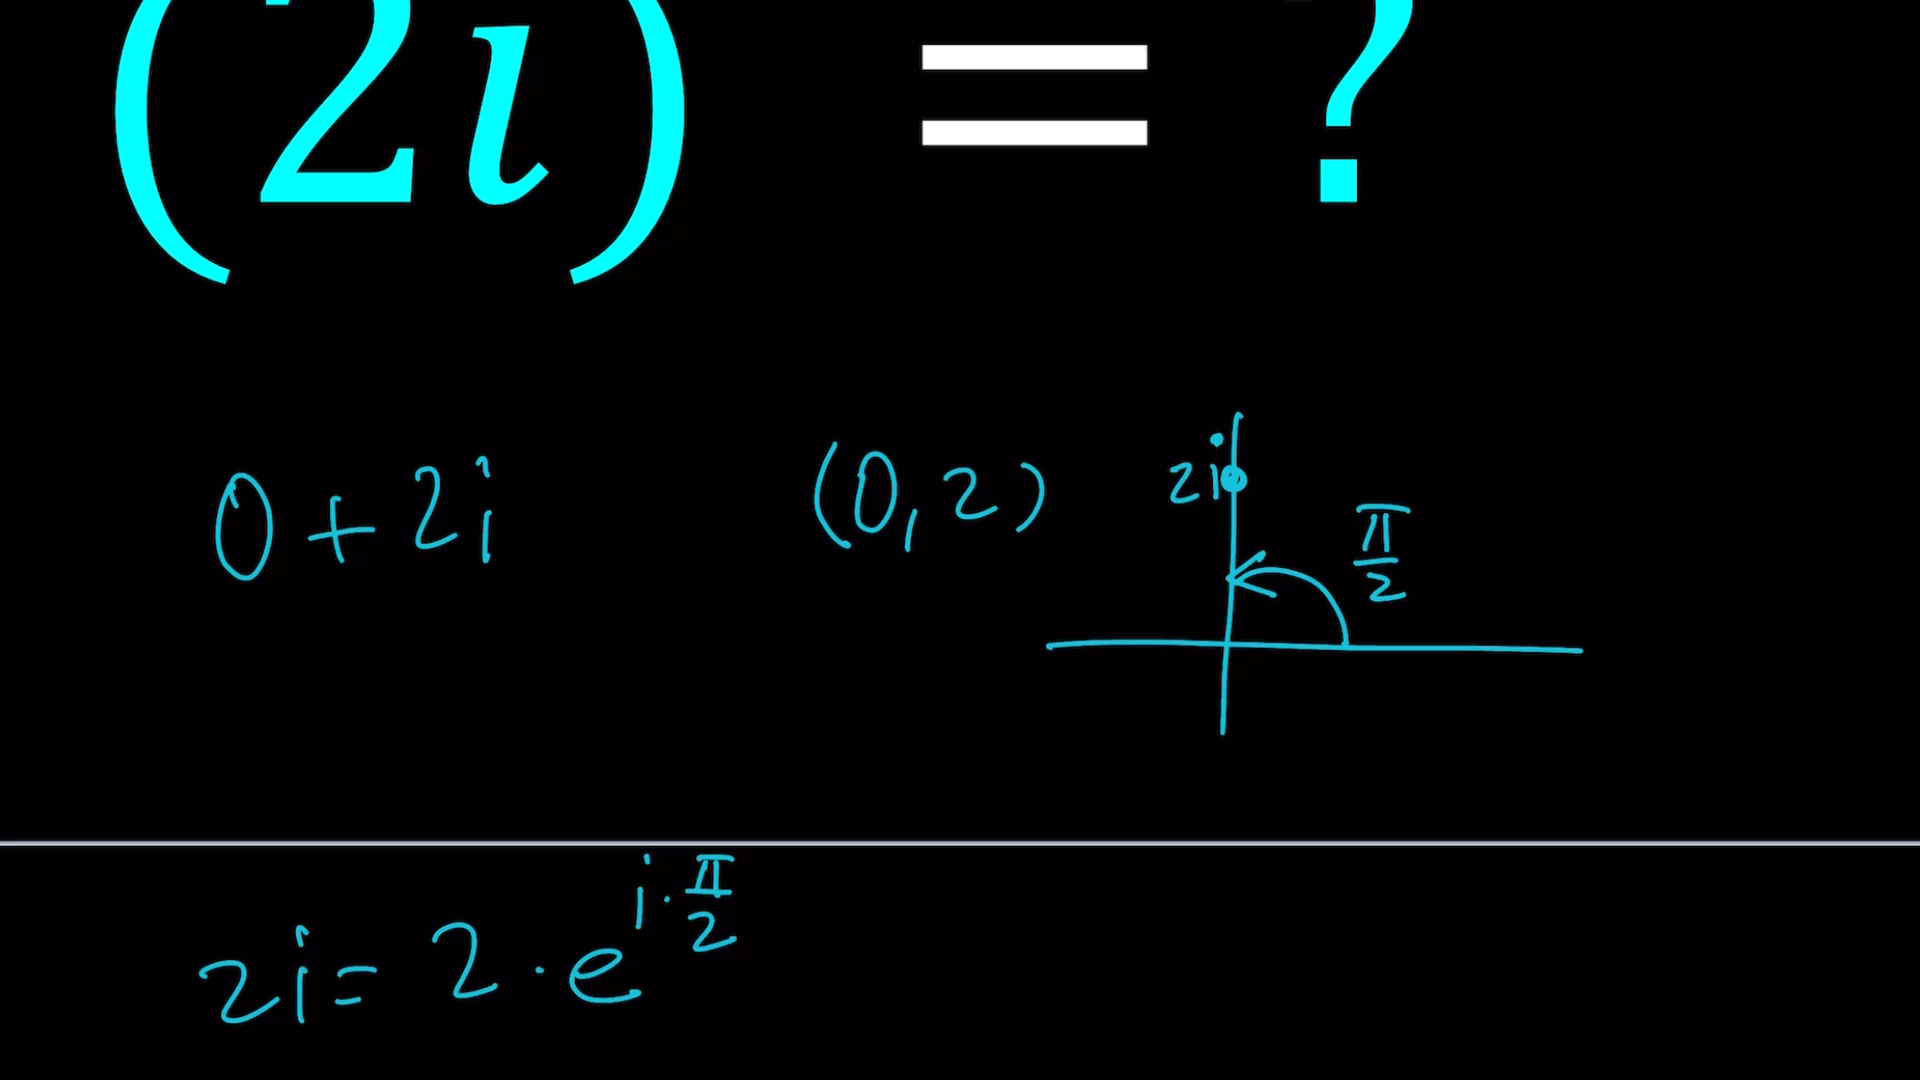 (2i) = ?
0 + 2i (0, 2) 2i π/2
2i = 2 · e^(i · π/2)